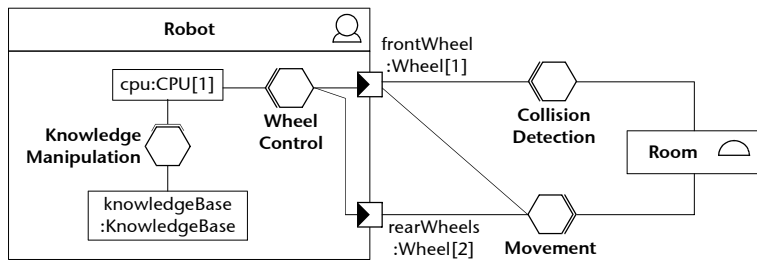 Robot
frontWheel
:Wheel[1]
cpu:CPU[1]
Wheel
Control
Collision
Detection
Knowledge
Manipulation
Room
knowledgeBase
:KnowledgeBase
rearWheels
:Wheel[2]
Movement